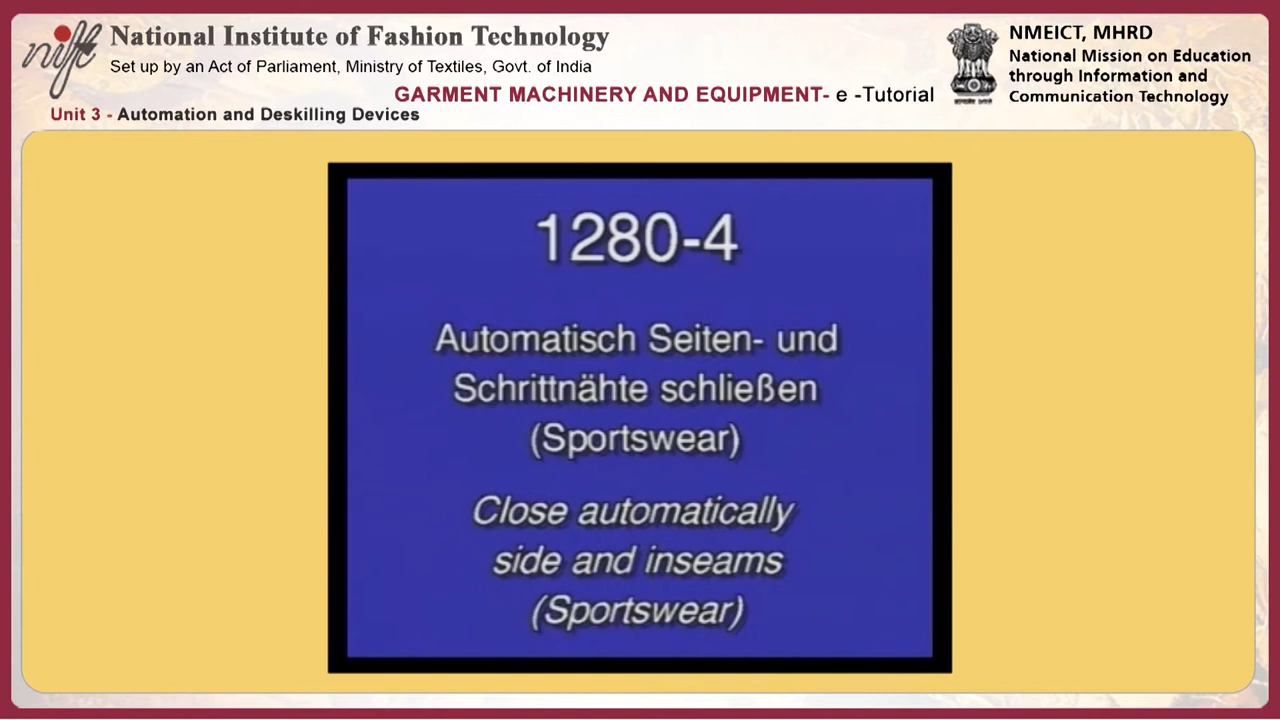 nift
National Institute of Fashion Technology
Set up by an Act of Parliament, Ministry of Textiles, Govt. of India
GARMENT MACHINERY AND EQUIPMENT- e -Tutorial
Unit 3 - Automation and Deskilling Devices
NMEICT, MHRD
National Mission on Education
through Information and
Communication Technology
1280-4
Automatisch Seiten- und
Schrittnähte schließen
(Sportswear)
Close automatically
side and inseams
(Sportswear)